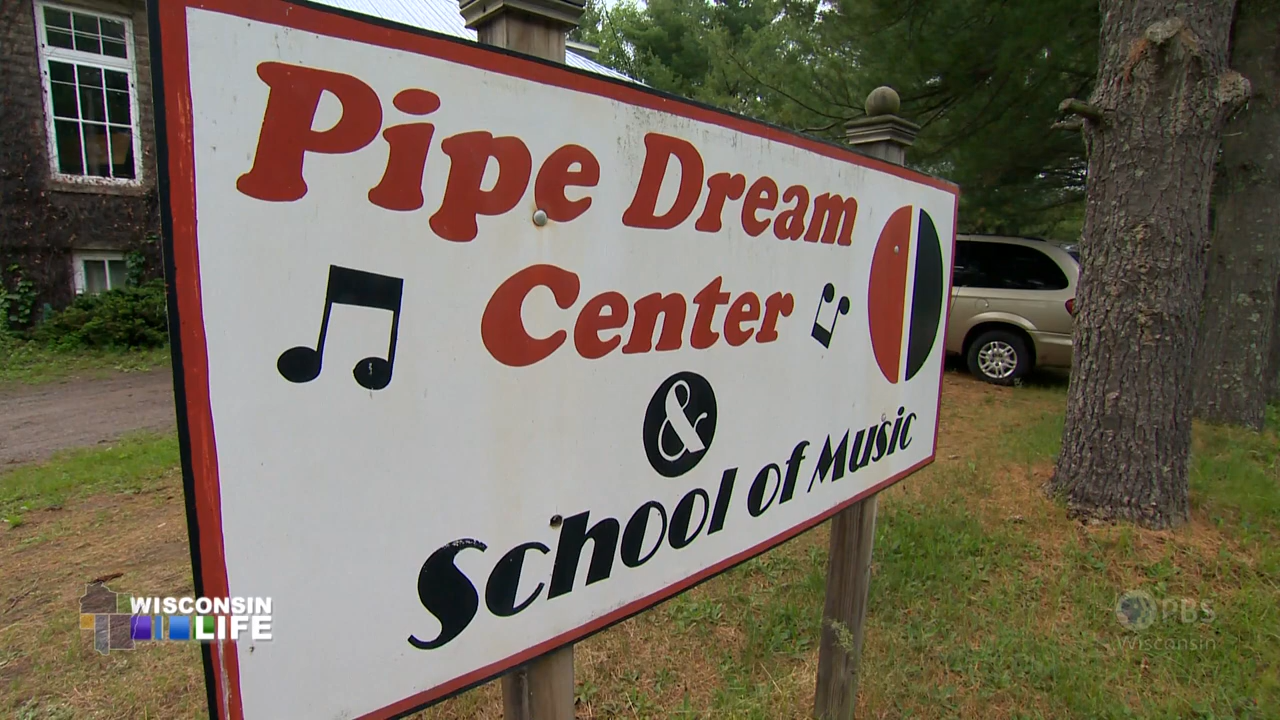 Pipe Dream
Center
&
School of Music
WISCONSIN
LIFE
PBS
Wisconsin